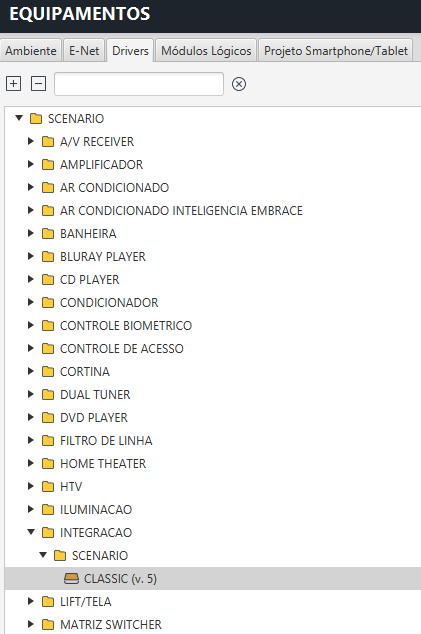 EQUIPAMENTOS
Ambiente E-Net Drivers Módulos Lógicos Projeto Smartphone/Tablet
SCENARIO
A/V RECEIVER
AMPLIFICADOR
AR CONDICIONADO
AR CONDICIONADO INTELIGENCIA EMBRACE
BANHEIRA
BLURAY PLAYER
CD PLAYER
CONDICIONADOR
CONTROLE BIOMETRICO
CONTROLE DE ACESSO
CORTINA
DUAL TUNER
DVD PLAYER
FILTRO DE LINHA
HOME THEATER
HTV
ILUMINACAO
INTEGRACAO
SCENARIO
CLASSIC (v. 5)
LIFT/TELA
MATRIZ SWITCHER